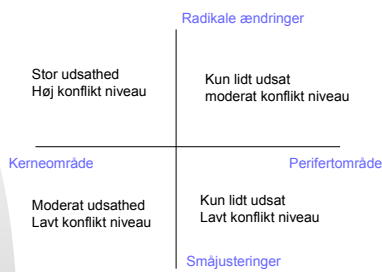 Radikale ændringer
Stor udsathed
Høj konflikt niveau
Kun lidt udsat
moderat konflikt niveau
Kerneområde
Perifertområde
Moderat udsathed
Lavt konflikt niveau
Kun lidt udsat
Lavt konflikt niveau
Småjusteringer